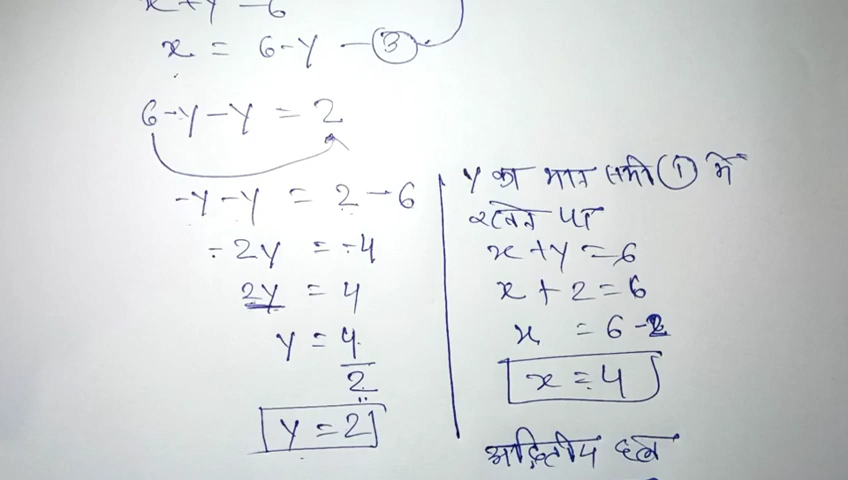 x+y=6
x = 6-y -③
6-y-y = 2
-y-y = 2-6
-2y = -4
2y = 4
y = 4
2
y = 2
y का मान समी ① में
रखने पर
x+y=6
x+2=6
x = 6-2
x = 4
अद्वितीय हल